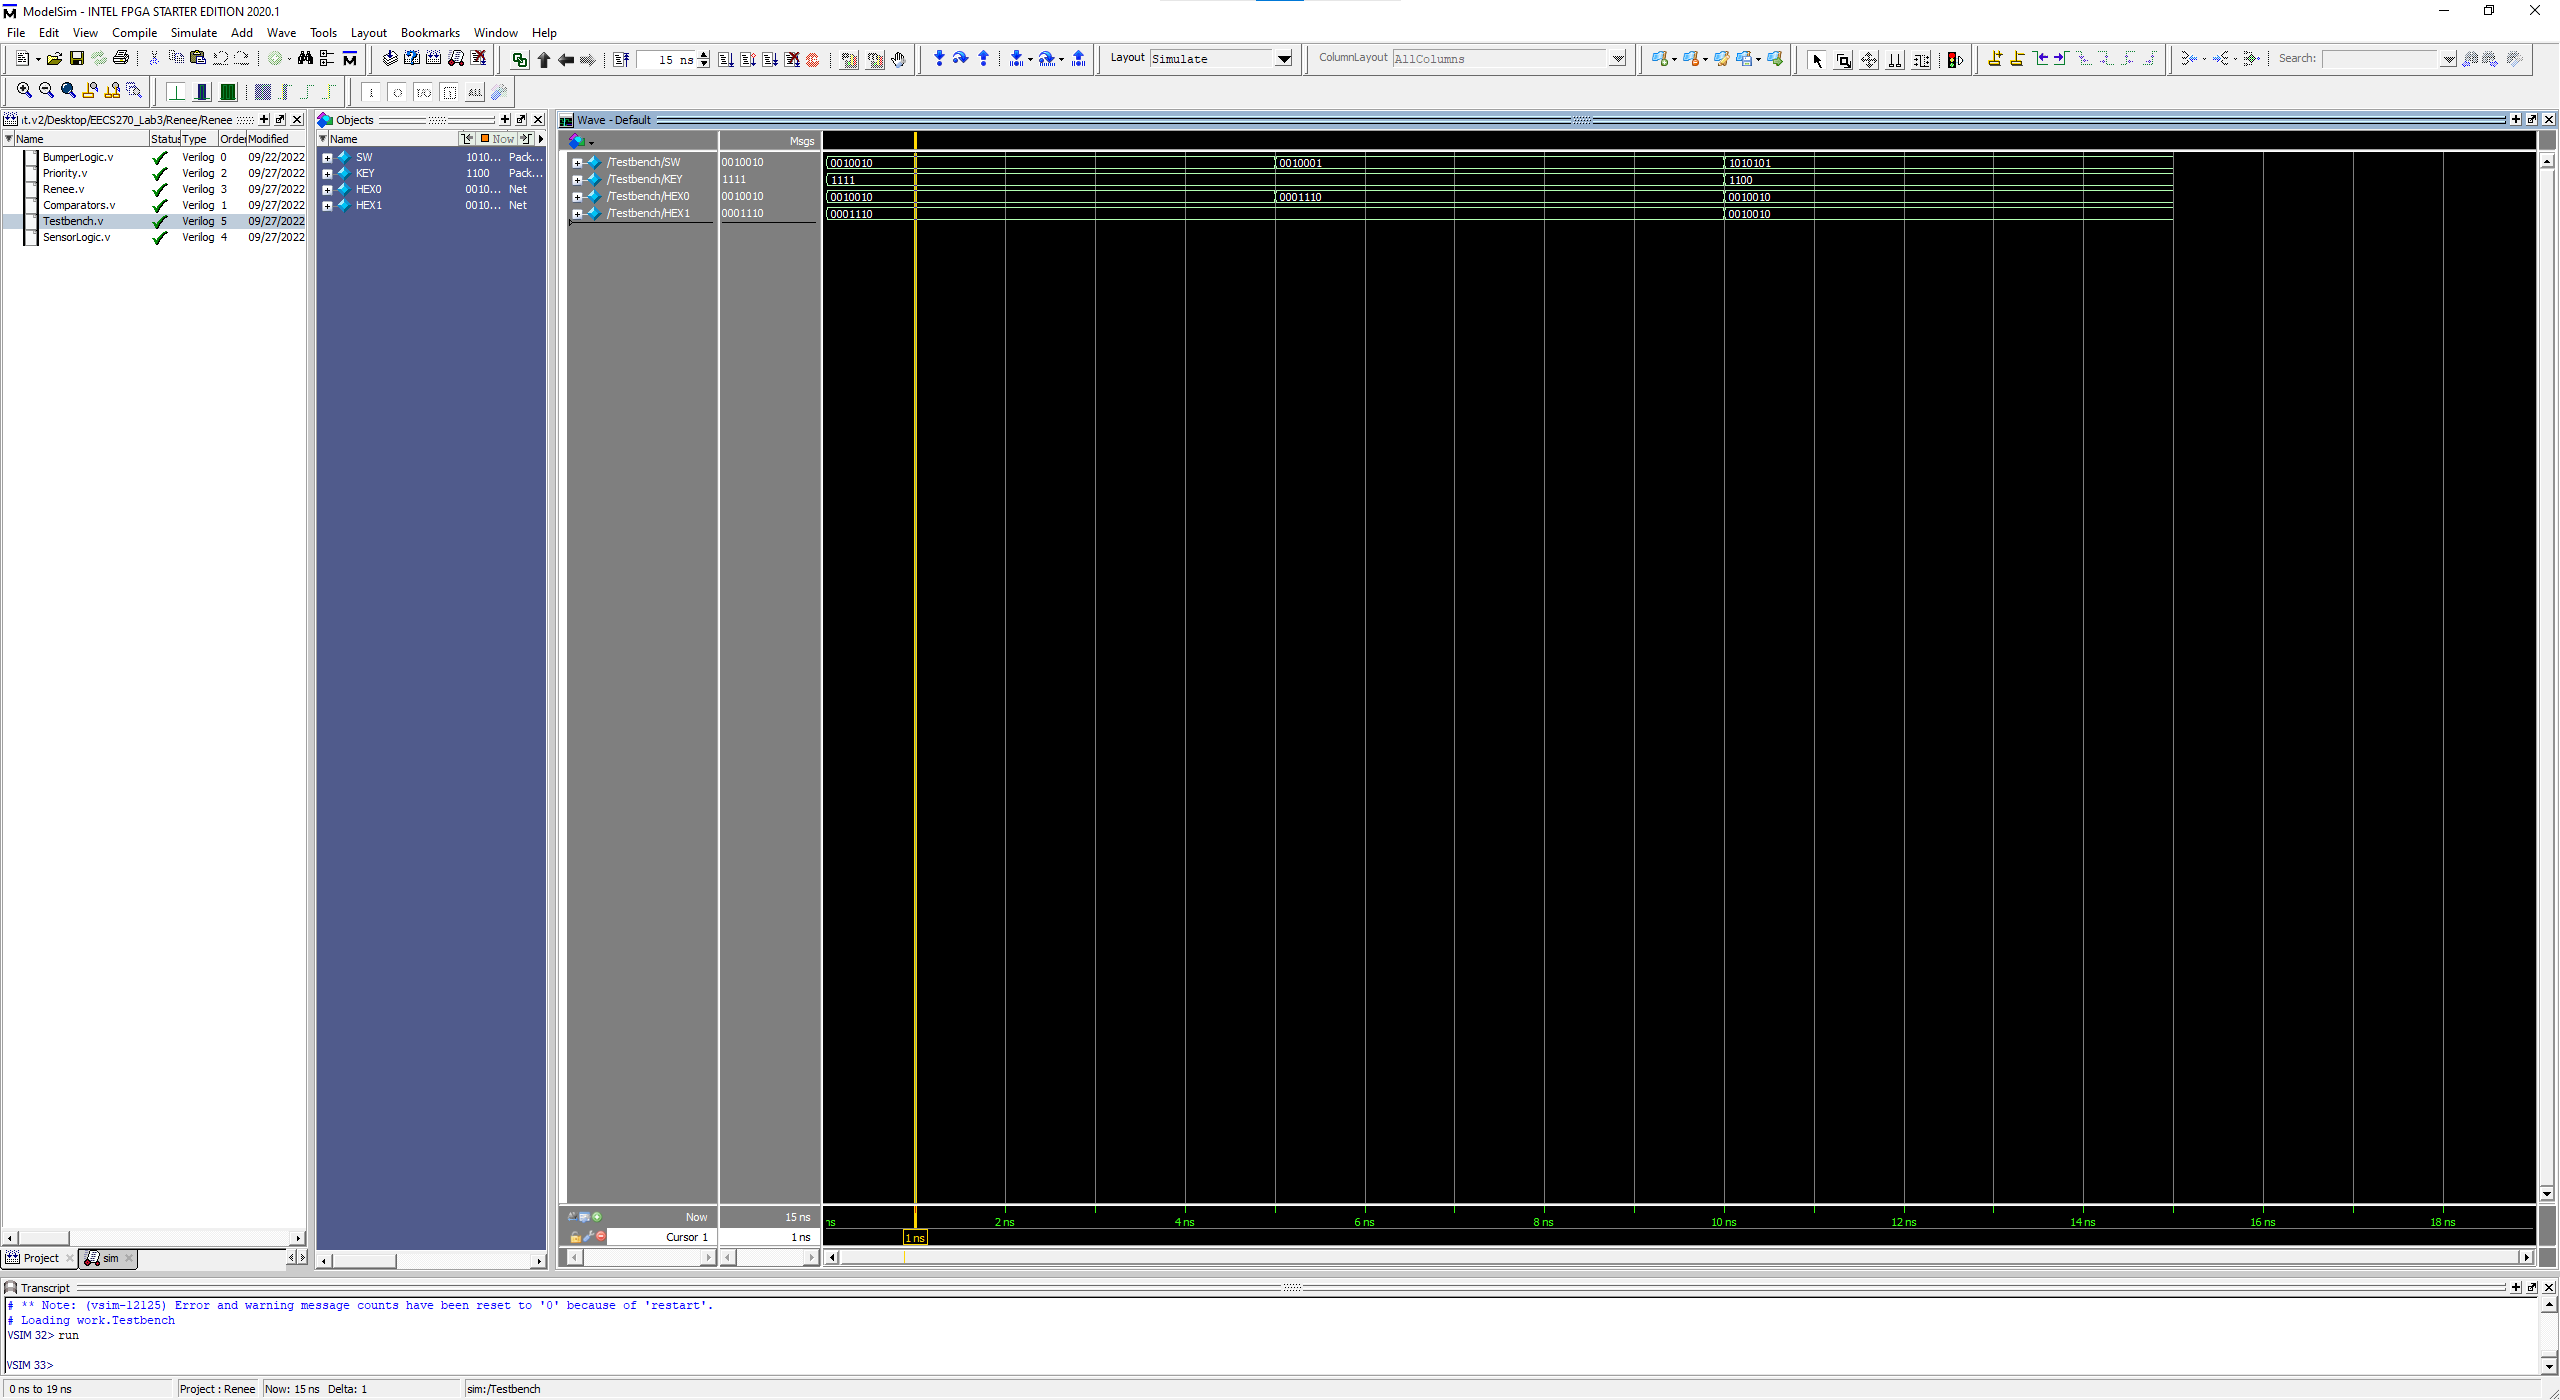 ModelSim - INTEL FPGA STARTER EDITION 2020.1
File Edit View Compile Simulate Add Wave Tools Layout Bookmarks Window Help
15 ns
Layout Simulate
ColumnLayout AllColumns
Search:
it.v2/Desktop/EECS270_Lab3/Renee/Renee
Name Status Type Order Modified
BumperLogic.v Verilog 0 09/22/2022
Priority.v Verilog 2 09/27/2022
Renee.v Verilog 3 09/27/2022
Comparators.v Verilog 1 09/27/2022
Testbench.v Verilog 5 09/27/2022
SensorLogic.v Verilog 4 09/27/2022
Project sim
Objects
Name Now
SW 1010... Pack...
KEY 1100 Pack...
HEX0 0010... Net
HEX1 0010... Net
Wave - Default
Msgs
/Testbench/SW 0010010 0010010 0010001 1010101
/Testbench/KEY 1111 1111 1100
/Testbench/HEX0 0010010 0010010 0001110 0010010
/Testbench/HEX1 0001110 0001110 0010010
Now 15 ns ns 2 ns 4 ns 6 ns 8 ns 10 ns 12 ns 14 ns 16 ns 18 ns
Cursor 1 1 ns 1 ns
Transcript
# ** Note: (vsim-12125) Error and warning message counts have been reset to '0' because of 'restart'.
# Loading work.Testbench
VSIM 32> run
VSIM 33>
0 ns to 19 ns Project : Renee Now: 15 ns Delta: 1 sim:/Testbench